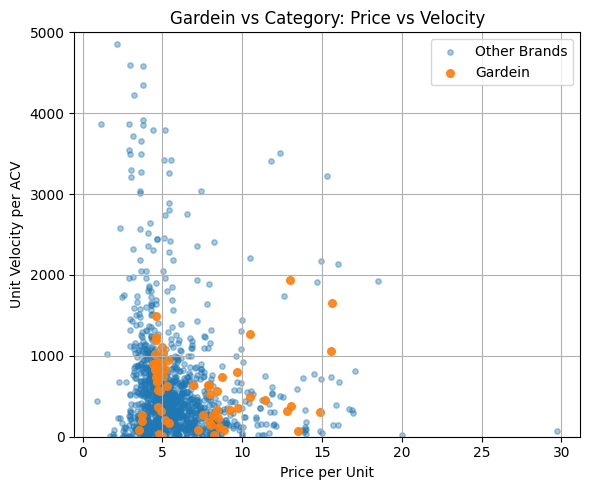 Gardein vs Category: Price vs Velocity
Other Brands
Gardein
Unit Velocity per ACV
5000
4000
3000
2000
1000
0
0 5 10 15 20 25 30
Price per Unit